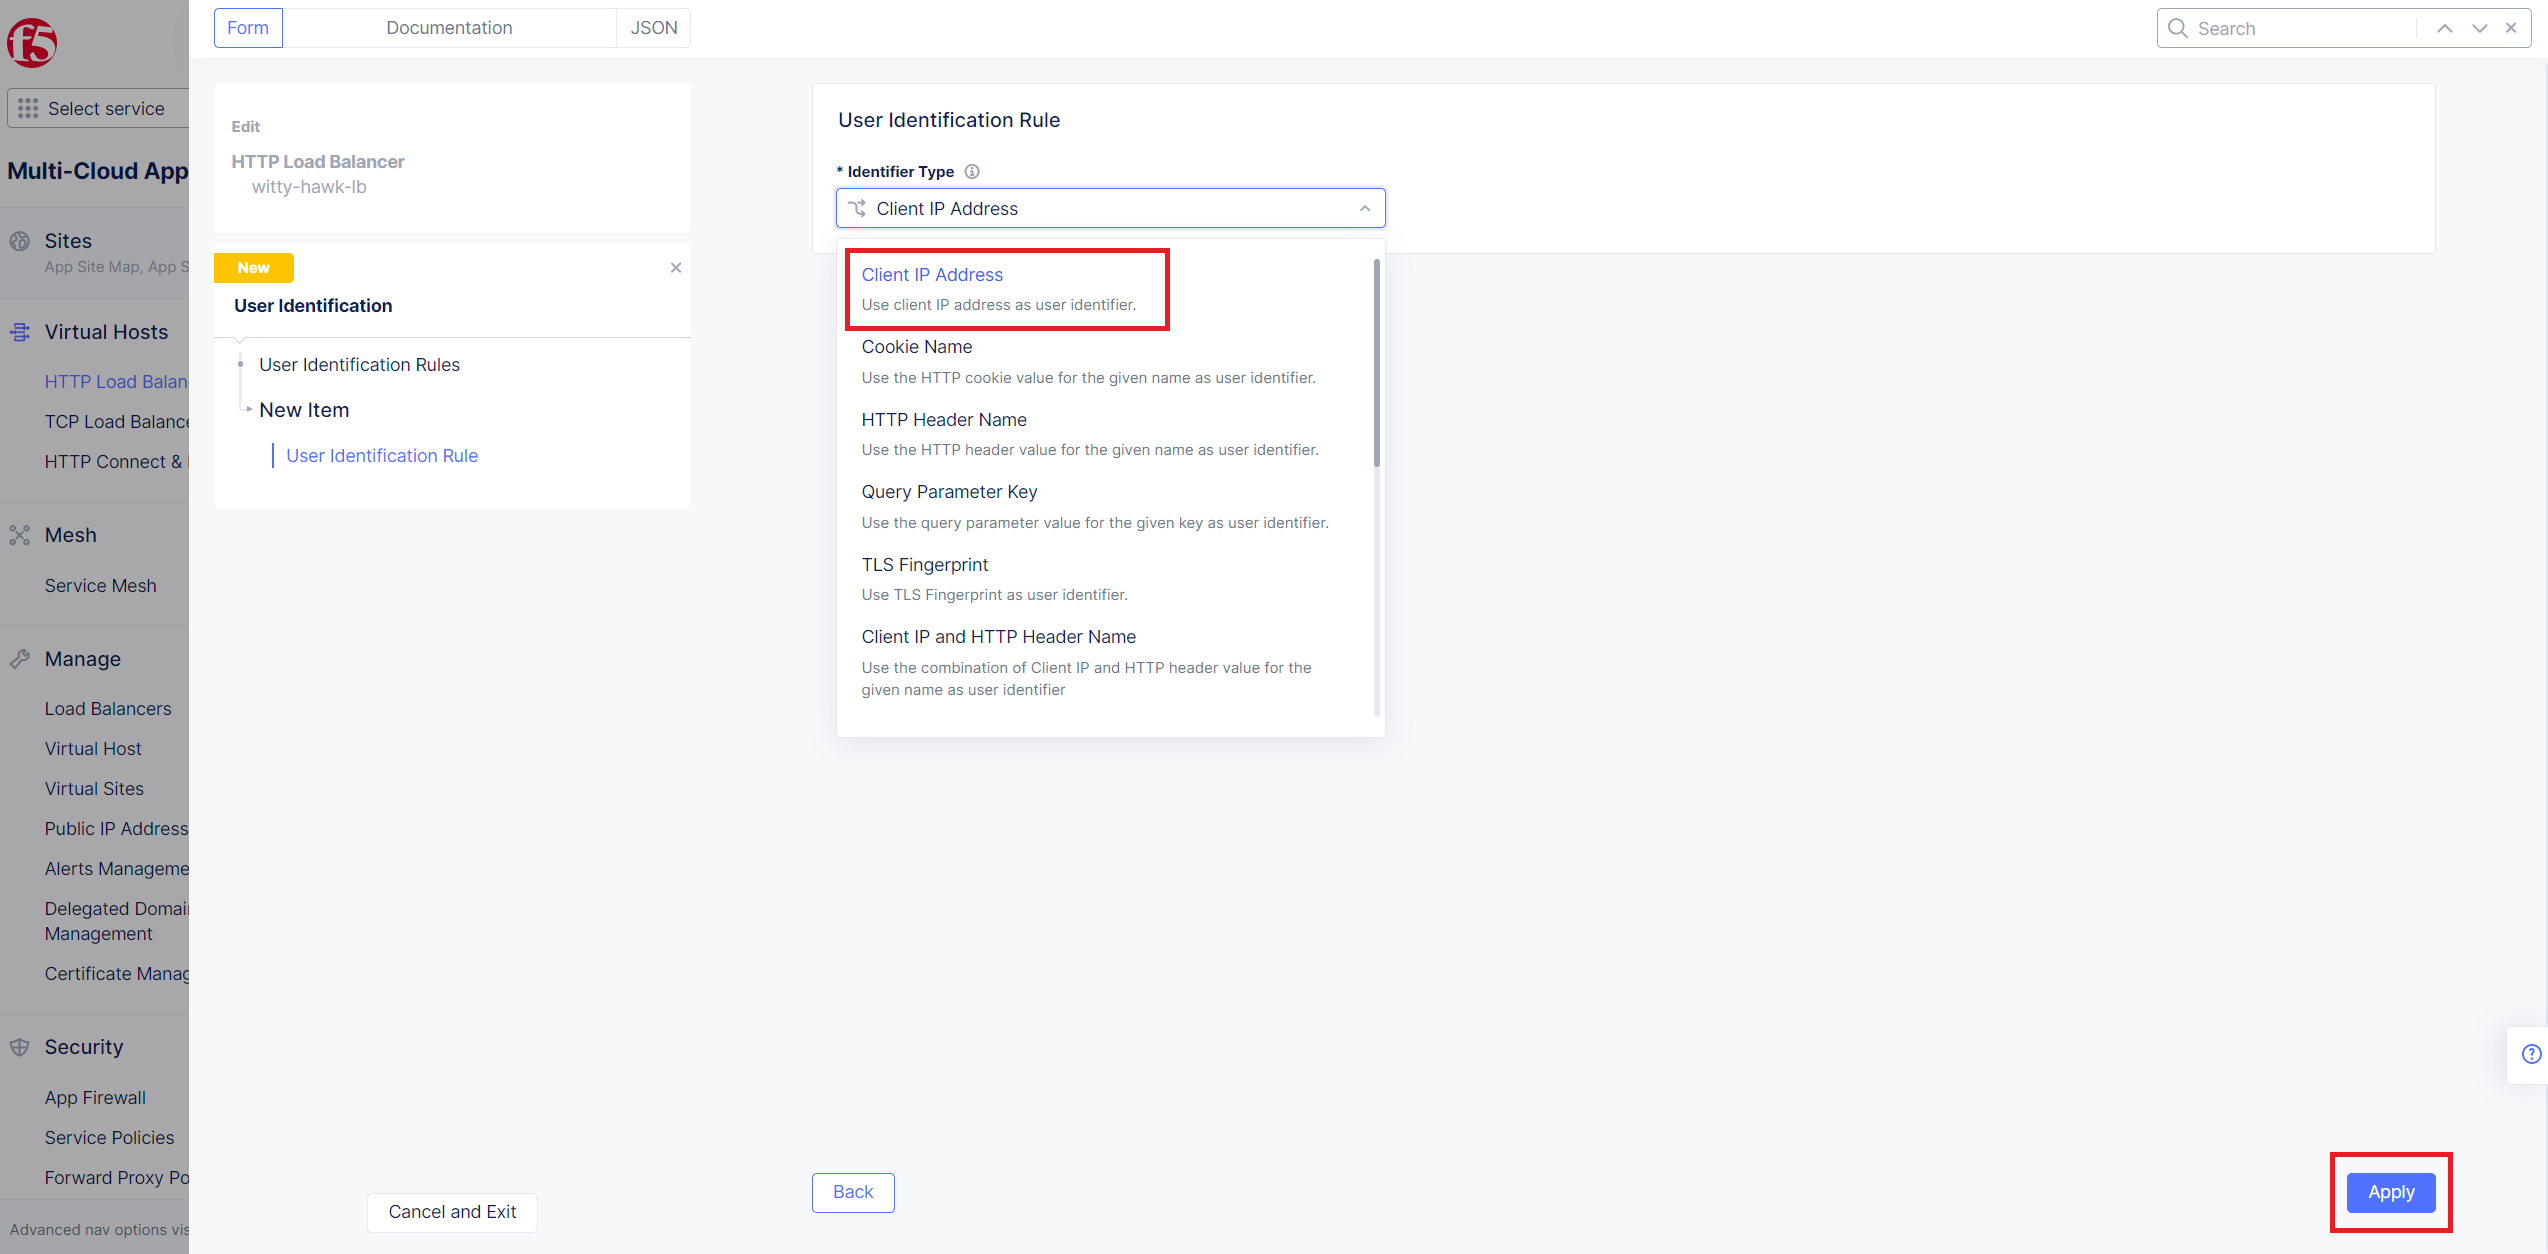 f5
Select service
Multi-Cloud App
Sites
App Site Map, App S
Virtual Hosts
HTTP Load Balan
TCP Load Balance
HTTP Connect &
Mesh
Service Mesh
Manage
Load Balancers
Virtual Host
Virtual Sites
Public IP Address
Alerts Manageme
Delegated Domai
Management
Certificate Manag
Security
App Firewall
Service Policies
Forward Proxy Po
Advanced nav options vis
Form
Documentation
JSON
Search
Edit
HTTP Load Balancer
witty-hawk-lb
New
User Identification
User Identification Rules
New Item
User Identification Rule
Cancel and Exit
User Identification Rule
* Identifier Type
Client IP Address
Client IP Address
Use client IP address as user identifier.
Cookie Name
Use the HTTP cookie value for the given name as user identifier.
HTTP Header Name
Use the HTTP header value for the given name as user identifier.
Query Parameter Key
Use the query parameter value for the given key as user identifier.
TLS Fingerprint
Use TLS Fingerprint as user identifier.
Client IP and HTTP Header Name
Use the combination of Client IP and HTTP header value for the
given name as user identifier
Back
Apply